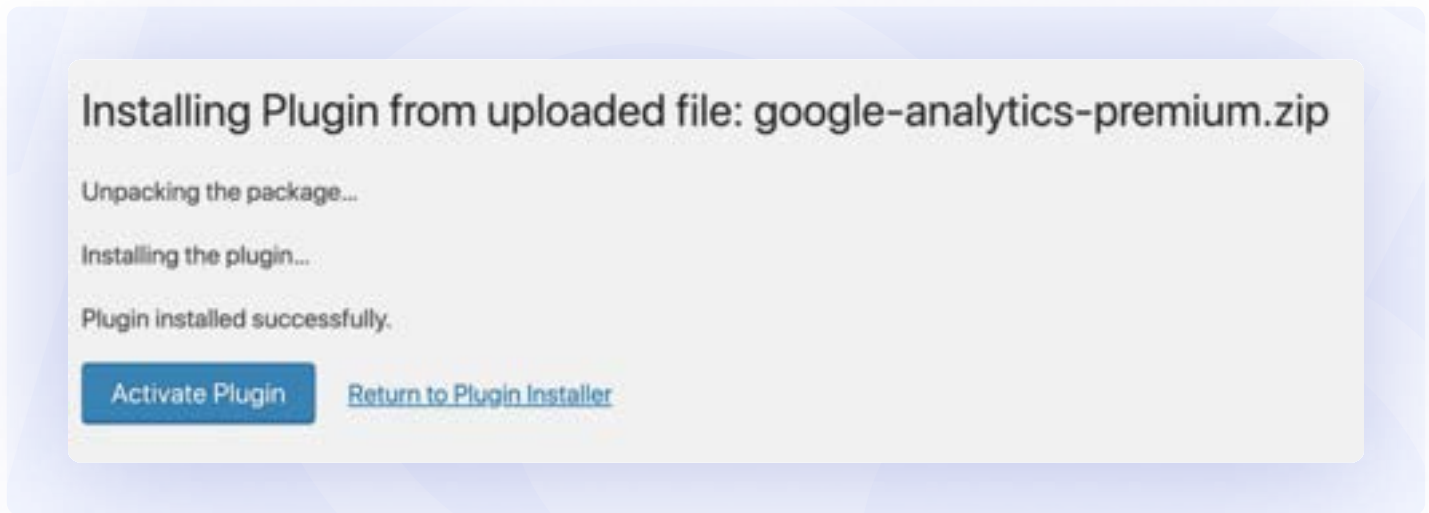 Installing Plugin from uploaded file: google-analytics-premium.zip
Unpacking the package...
Installing the plugin...
Plugin installed successfully.
Activate Plugin Return to Plugin Installer